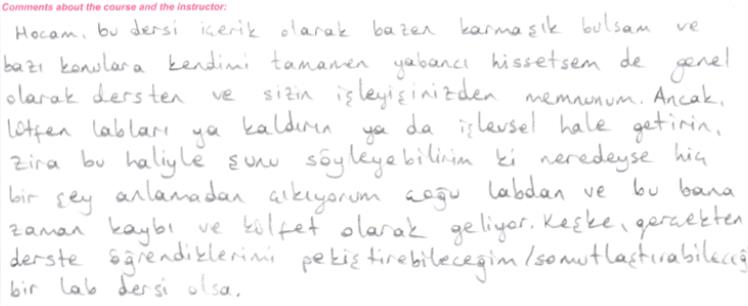 Comments about the course and the instructor:
Hocam, bu dersi içerik olarak bazen karmaşık bulsam ve
bazı konulara kendimi tamamen yabancı hissetsem de genel
olarak dersten ve sizin işleyişinizden memnunum. Ancak,
lütfen labları ya kaldırın ya da işlevsel hale getirin,
zira bu haliyle şunu söyleyebilirim ki neredeyse hiç
bir şey anlamadan çıkıyorum çoğu labdan ve bu bana
zaman kaybı ve külfet olarak geliyor. Keşke, gerçekten
derste öğrendiklerimi pekiştirebileceğim/somutlaştırabileceğ
bir lab dersi olsa.